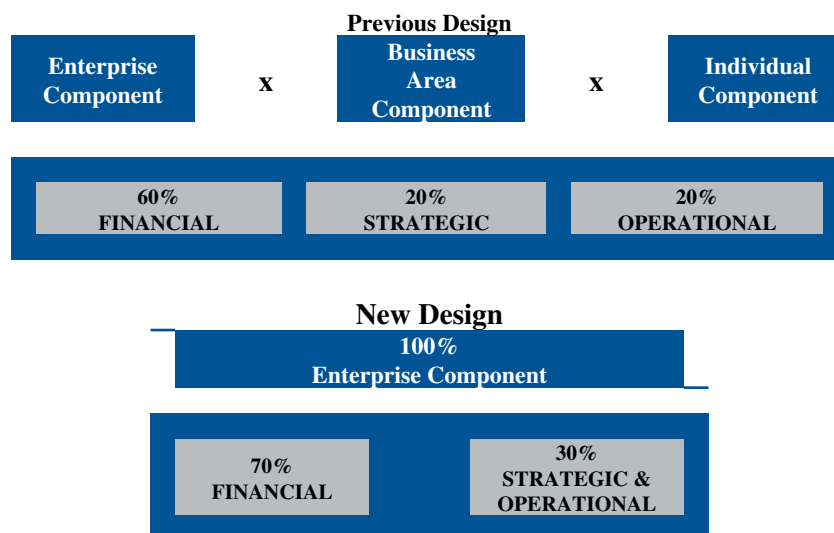 Previous Design
Enterprise
Component
x
Business
Area
Component
x
Individual
Component
60%
FINANCIAL
20%
STRATEGIC
20%
OPERATIONAL
New Design
100%
Enterprise Component
70%
FINANCIAL
30%
STRATEGIC &
OPERATIONAL